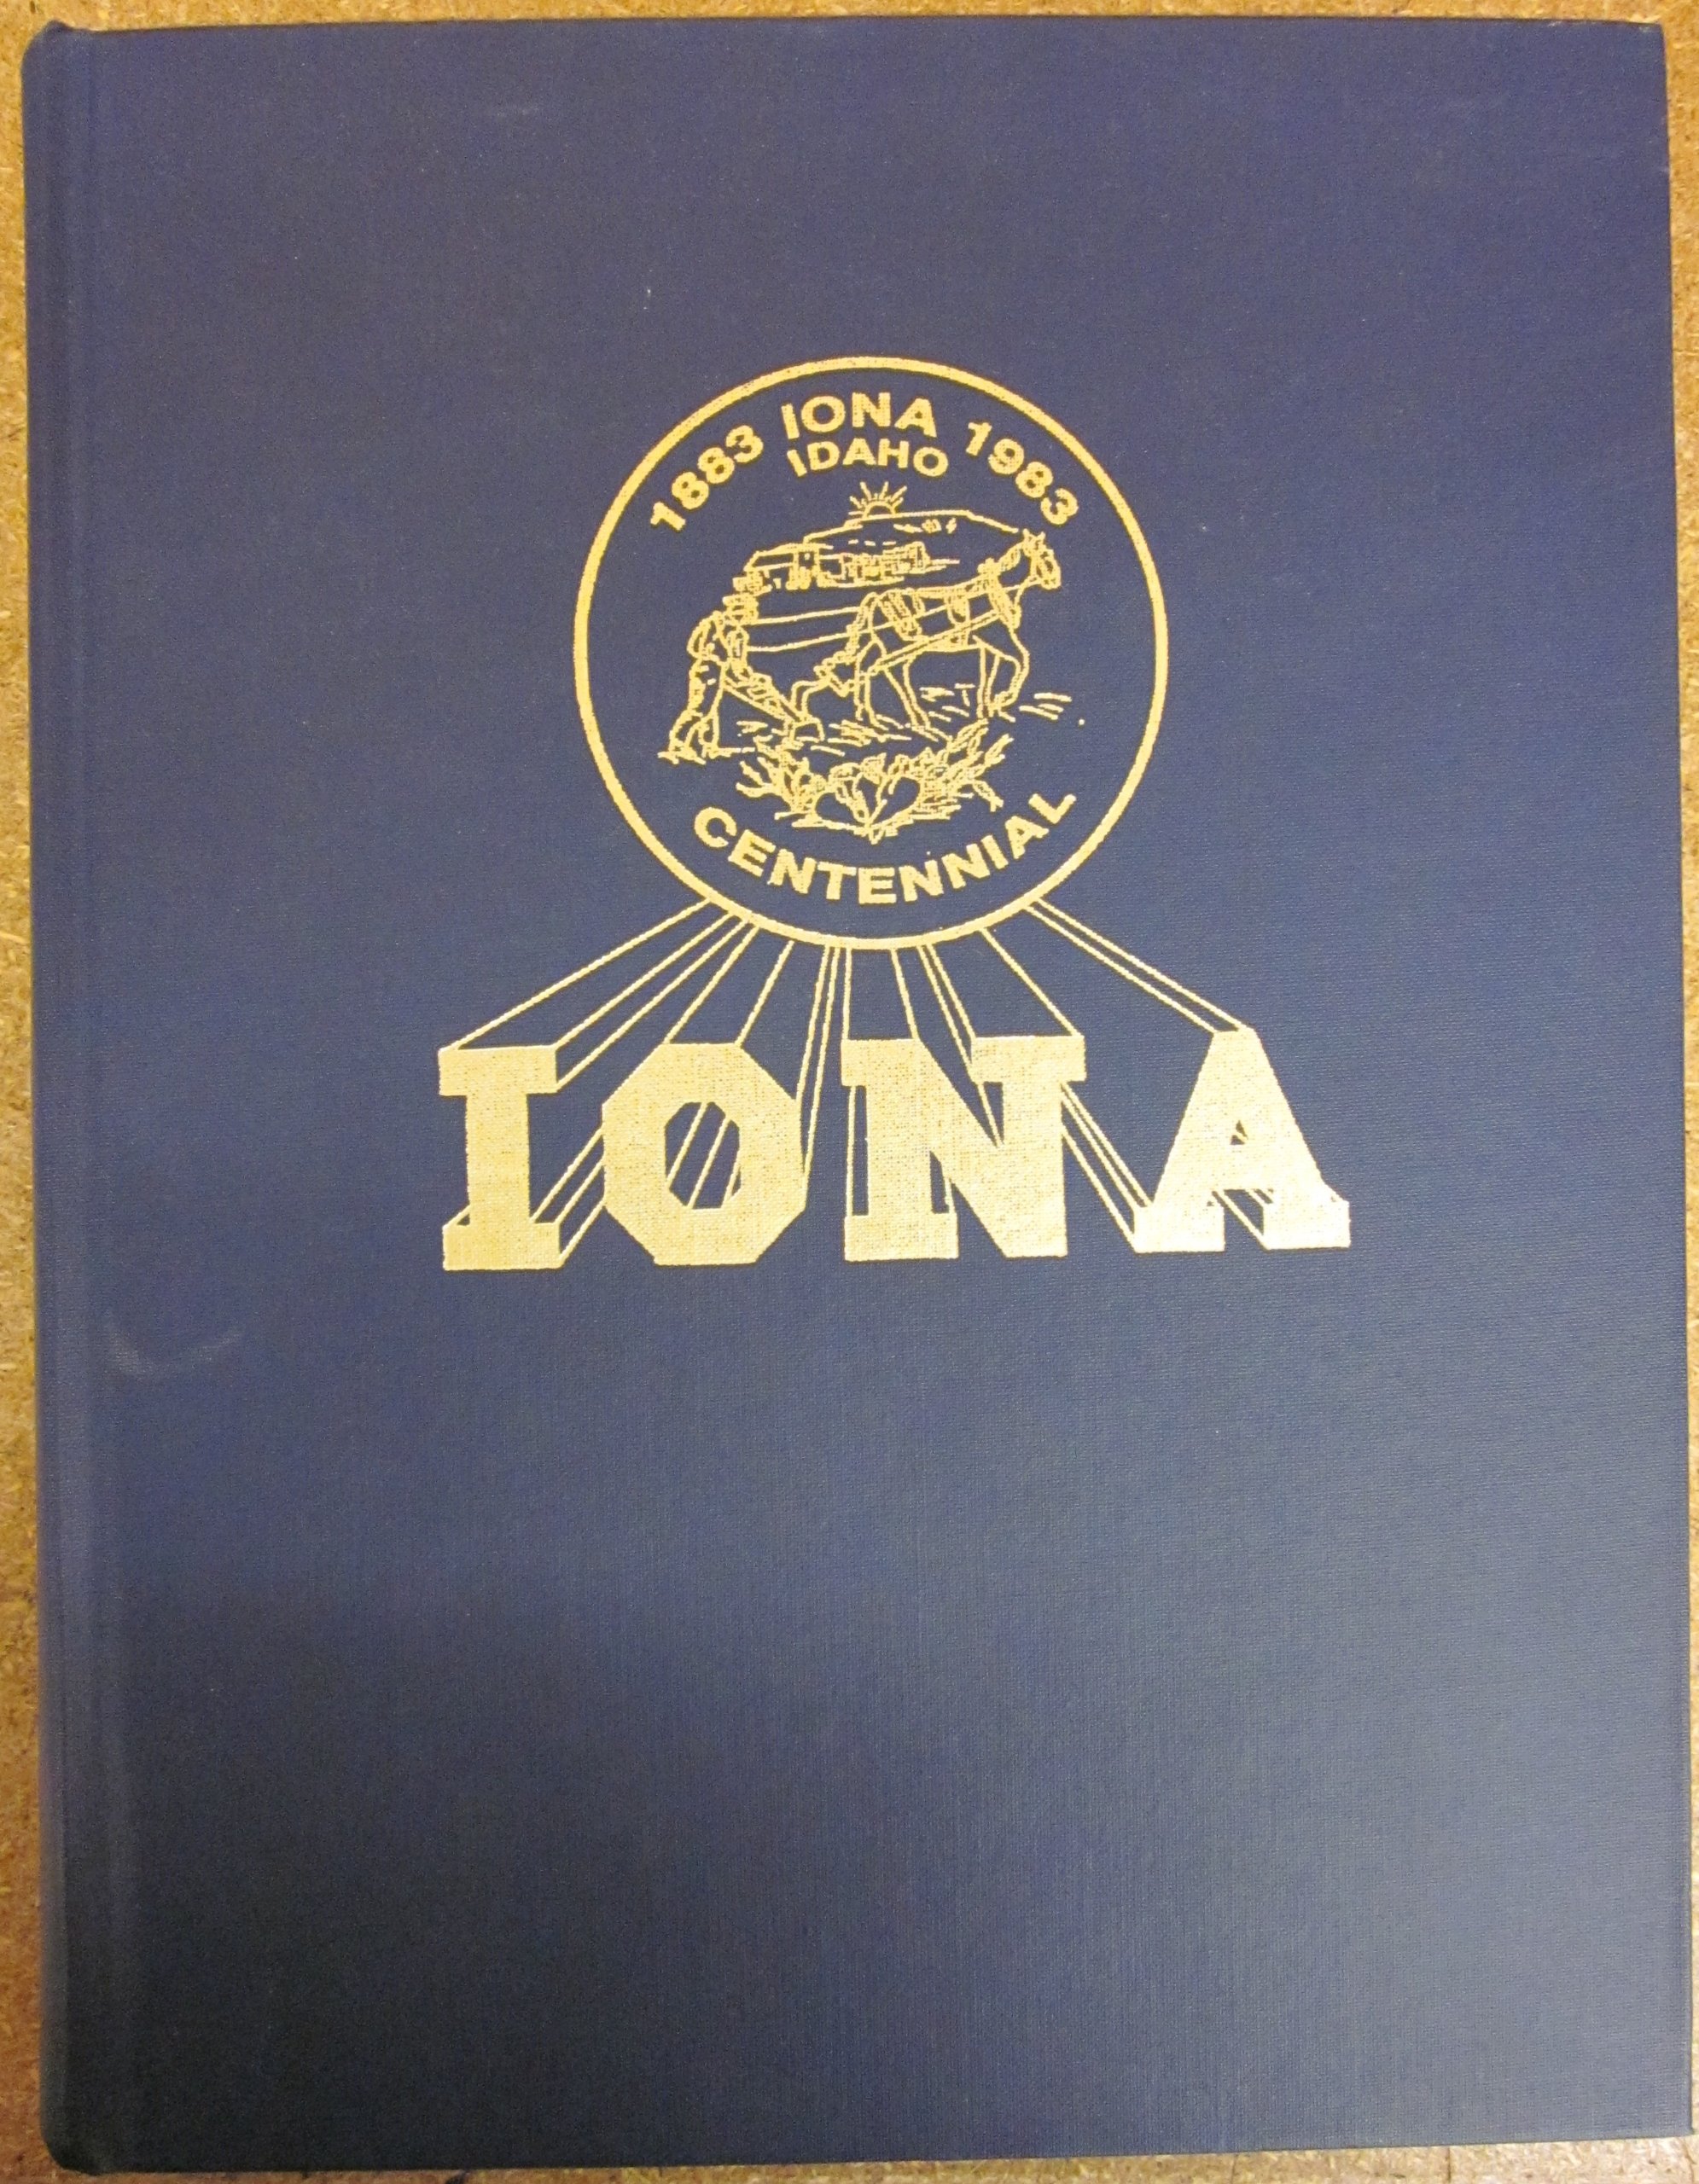 1883 IONA 1983
IDAHO
CENTENNIAL
IONA